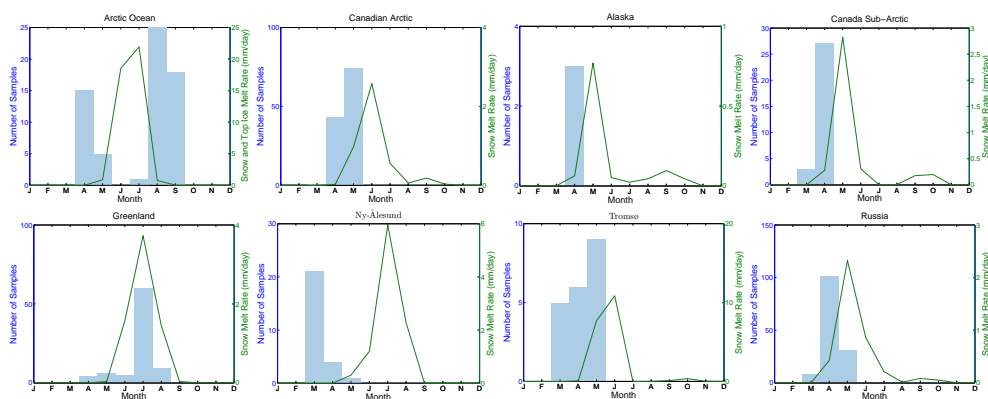 Arctic Ocean
Number of Samples
25
20
15
10
5
0
Snow and Top Ice Melt Rate (mm/day)
25
20
15
10
5
0
J F M A M J J A S O N D
Month
Canadian Arctic
Number of Samples
100
50
0
Snow Melt Rate (mm/day)
4
2
0
J F M A M J J A S O N D
Month
Alaska
Number of Samples
4
2
0
Snow Melt Rate (mm/day)
1
0.5
0
J F M A M J J A S O N D
Month
Canada Sub−Arctic
Number of Samples
30
25
20
15
10
5
0
Snow Melt Rate (mm/day)
3
2.5
2
1.5
1
0.5
0
J F M A M J J A S O N D
Month
Greenland
Number of Samples
100
50
0
Snow Melt Rate (mm/day)
4
2
0
J F M A M J J A S O N D
Month
Ny-Ålesund
Number of Samples
30
20
10
0
Snow Melt Rate (mm/day)
6
4
2
0
J F M A M J J A S O N D
Month
Tromsø
Number of Samples
10
5
0
Snow Melt Rate (mm/day)
20
10
0
J F M A M J J A S O N D
Month
Russia
Number of Samples
150
100
50
0
Snow Melt Rate (mm/day)
3
2
1
0
J F M A M J J A S O N D
Month